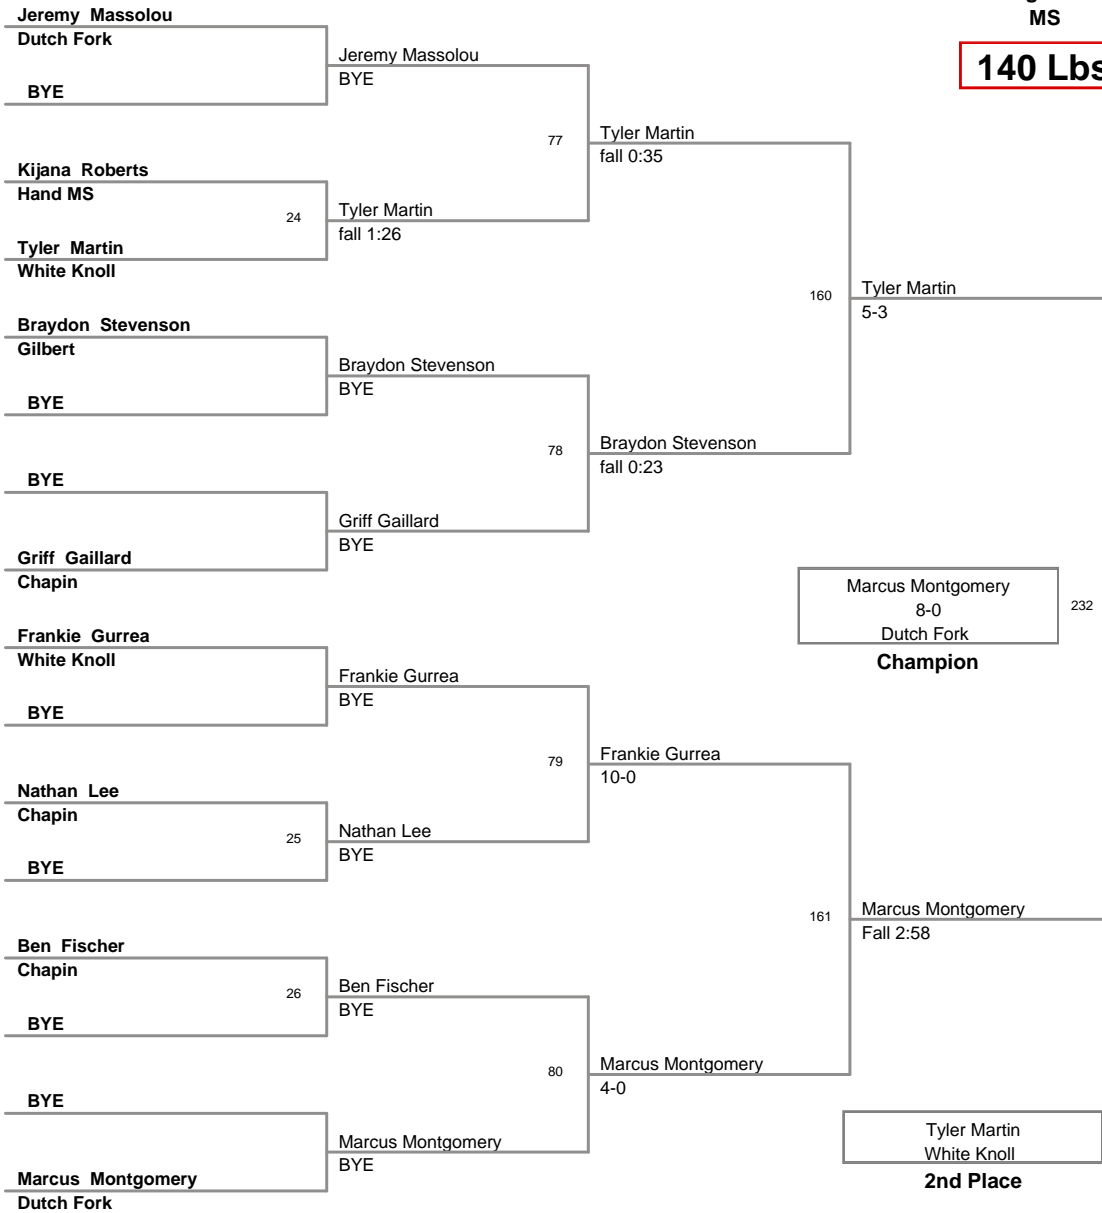 Jeremy Massolou
Dutch Fork
BYE
Kijana Roberts
Hand MS
24
Tyler Martin
White Knoll
Braydon Stevenson
Gilbert
BYE
BYE
Griff Gaillard
Chapin
Frankie Gurrea
White Knoll
BYE
Nathan Lee
Chapin
25
BYE
Ben Fischer
Chapin
26
BYE
BYE
Marcus Montgomery
Dutch Fork
Jeremy Massolou
BYE
77
Tyler Martin
fall 1:26
Braydon Stevenson
BYE
78
Griff Gaillard
BYE
Frankie Gurrea
BYE
79
Nathan Lee
BYE
Ben Fischer
BYE
80
Marcus Montgomery
BYE
Tyler Martin
fall 0:35
160
Braydon Stevenson
fall 0:23
Frankie Gurrea
10-0
161
Marcus Montgomery
4-0
MS
140 Lbs
Tyler Martin
5-3
Marcus Montgomery
8-0
Dutch Fork
232
Champion
Marcus Montgomery
Fall 2:58
Tyler Martin
White Knoll
2nd Place